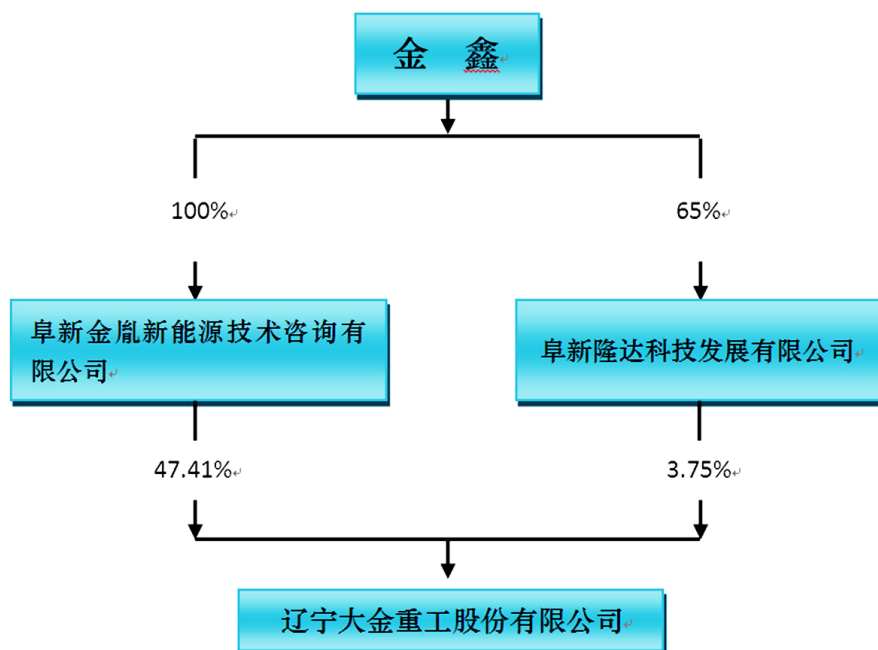 金 鑫
100%
65%
阜新金胤新能源技术咨询有
限公司
阜新隆达科技发展有限公司
47.41%
3.75%
辽宁大金重工股份有限公司